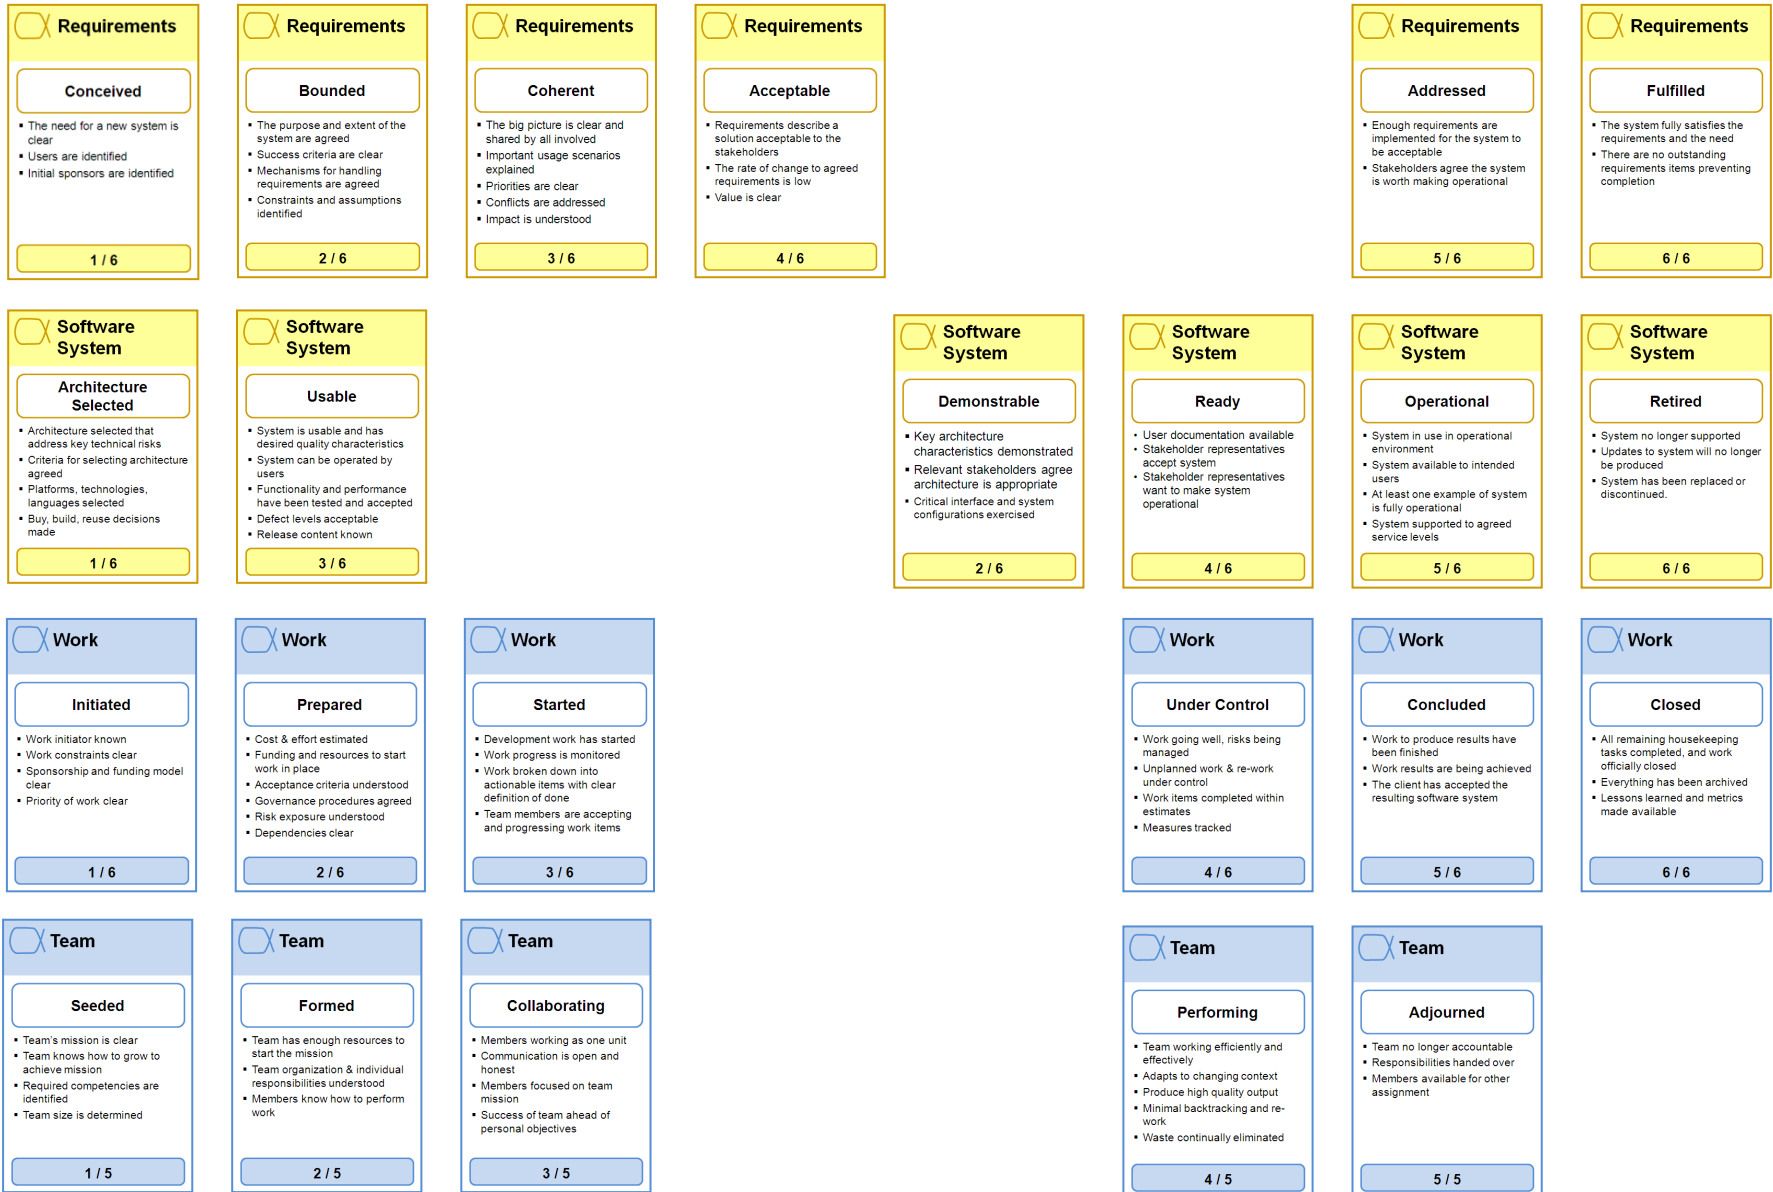 Requirements
Conceived
▪ The need for a new system is
clear
▪ Users are identified
▪ Initial sponsors are identified
1 / 6
Requirements
Bounded
▪ The purpose and extent of the
system are agreed
▪ Success criteria are clear
▪ Mechanisms for handling
requirements are agreed
▪ Constraints and assumptions
identified
2 / 6
Requirements
Coherent
▪ The big picture is clear and
shared by all involved
▪ Important usage scenarios
explained
▪ Priorities are clear
▪ Conflicts are addressed
▪ Impact is understood
3 / 6
Requirements
Acceptable
▪ Requirements describe a
solution acceptable to the
stakeholders
▪ The rate of change to agreed
requirements is low
▪ Value is clear
4 / 6
Requirements
Addressed
▪ Enough requirements are
implemented for the system to
be acceptable
▪ Stakeholders agree the system
is worth making operational
5 / 6
Requirements
Fulfilled
▪ The system fully satisfies the
requirements and the need
▪ There are no outstanding
requirements items preventing
completion
6 / 6
Software
System
Architecture
Selected
▪ Architecture selected that
address key technical risks
▪ Criteria for selecting architecture
agreed
▪ Platforms, technologies,
languages selected
▪ Buy, build, reuse decisions
made
1 / 6
Software
System
Usable
▪ System is usable and has
desired quality characteristics
▪ System can be operated by
users
▪ Functionality and performance
have been tested and accepted
▪ Defect levels acceptable
▪ Release content known
3 / 6
Software
System
Demonstrable
▪ Key architecture
characteristics demonstrated
▪ Relevant stakeholders agree
architecture is appropriate
▪ Critical interface and system
configurations exercised
2 / 6
Software
System
Ready
• User documentation available
• Stakeholder representatives
accept system
• Stakeholder representatives
want to make system
operational
4 / 6
Software
System
Operational
▪ System in use in operational
environment
▪ System available to intended
users
▪ At least one example of system
is fully operational
▪ System supported to agreed
service levels
5 / 6
Software
System
Retired
▪ System no longer supported
▪ Updates to system will no longer
be produced
▪ System has been replaced or
discontinued.
6 / 6
Work
Initiated
▪ Work initiator known
▪ Work constraints clear
▪ Sponsorship and funding model
clear
▪ Priority of work clear
1 / 6
Work
Prepared
▪ Cost & effort estimated
▪ Funding and resources to start
work in place
▪ Acceptance criteria understood
▪ Governance procedures agreed
▪ Risk exposure understood
▪ Dependencies clear
2 / 6
Work
Started
▪ Development work has started
▪ Work progress is monitored
▪ Work broken down into
actionable items with clear
definition of done
▪ Team members are accepting
and progressing work items
3 / 6
Work
Under Control
▪ Work going well, risks being
managed
▪ Unplanned work & re-work
under control
▪ Work items completed within
estimates
▪ Measures tracked
4 / 6
Work
Concluded
▪ Work to produce results have
been finished
▪ Work results are being achieved
▪ The client has accepted the
resulting software system
5 / 6
Work
Closed
▪ All remaining housekeeping
tasks completed, and work
officially closed
▪ Everything has been archived
▪ Lessons learned and metrics
made available
6 / 6
Team
Seeded
▪ Team's mission is clear
▪ Team knows how to grow to
achieve mission
▪ Required competencies are
identified
▪ Team size is determined
1 / 5
Team
Formed
▪ Team has enough resources to
start the mission
▪ Team organization & individual
responsibilities understood
▪ Members know how to perform
work
2 / 5
Team
Collaborating
▪ Members working as one unit
▪ Communication is open and
honest
▪ Members focused on team
mission
▪ Success of team ahead of
personal objectives
3 / 5
Team
Performing
▪ Team working efficiently and
effectively
▪ Adapts to changing context
▪ Produce high quality output
▪ Minimal backtracking and re-
work
▪ Waste continually eliminated
4 / 5
Team
Adjourned
▪ Team no longer accountable
▪ Responsibilities handed over
▪ Members available for other
assignment
5 / 5